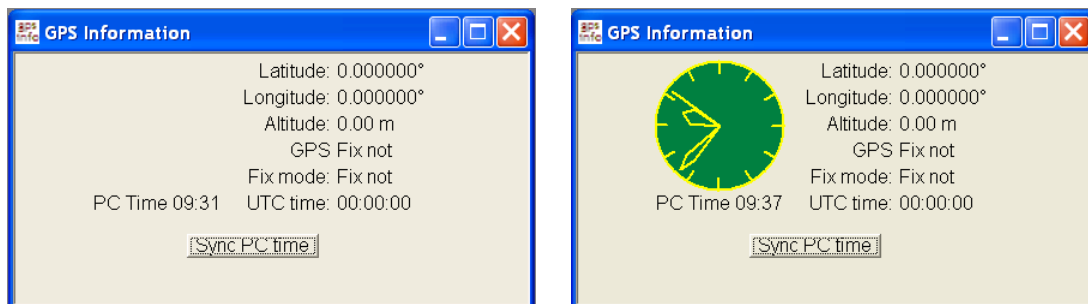 GPS Information
Latitude: 0.000000°
Longitude: 0.000000°
Altitude: 0.00 m
GPS Fix not
Fix mode: Fix not
PC Time 09:31 UTC time: 00:00:00
Sync PC time
GPS Information
Latitude: 0.000000°
Longitude: 0.000000°
Altitude: 0.00 m
GPS Fix not
Fix mode: Fix not
PC Time 09:37 UTC time: 00:00:00
Sync PC time